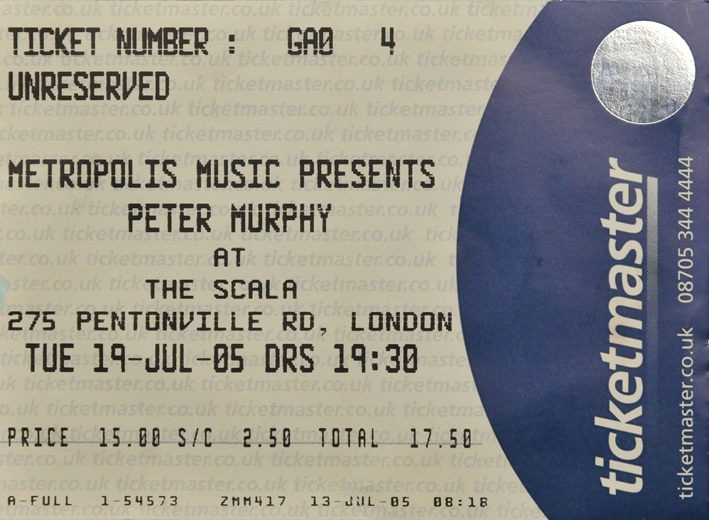 TICKET NUMBER : GA0 4
UNRESERVED
METROPOLIS MUSIC PRESENTS
PETER MURPHY
AT
THE SCALA
275 PENTONVILLE RD, LONDON
TUE 19-JUL-05 DRS 19:30
PRICE 15.00 S/C 2.50 TOTAL 17.50
A-FULL 1-54573 ZMM417 13-JUL-05 08:18
ticketmaster
ticketmaster.co.uk 08705 344 4444